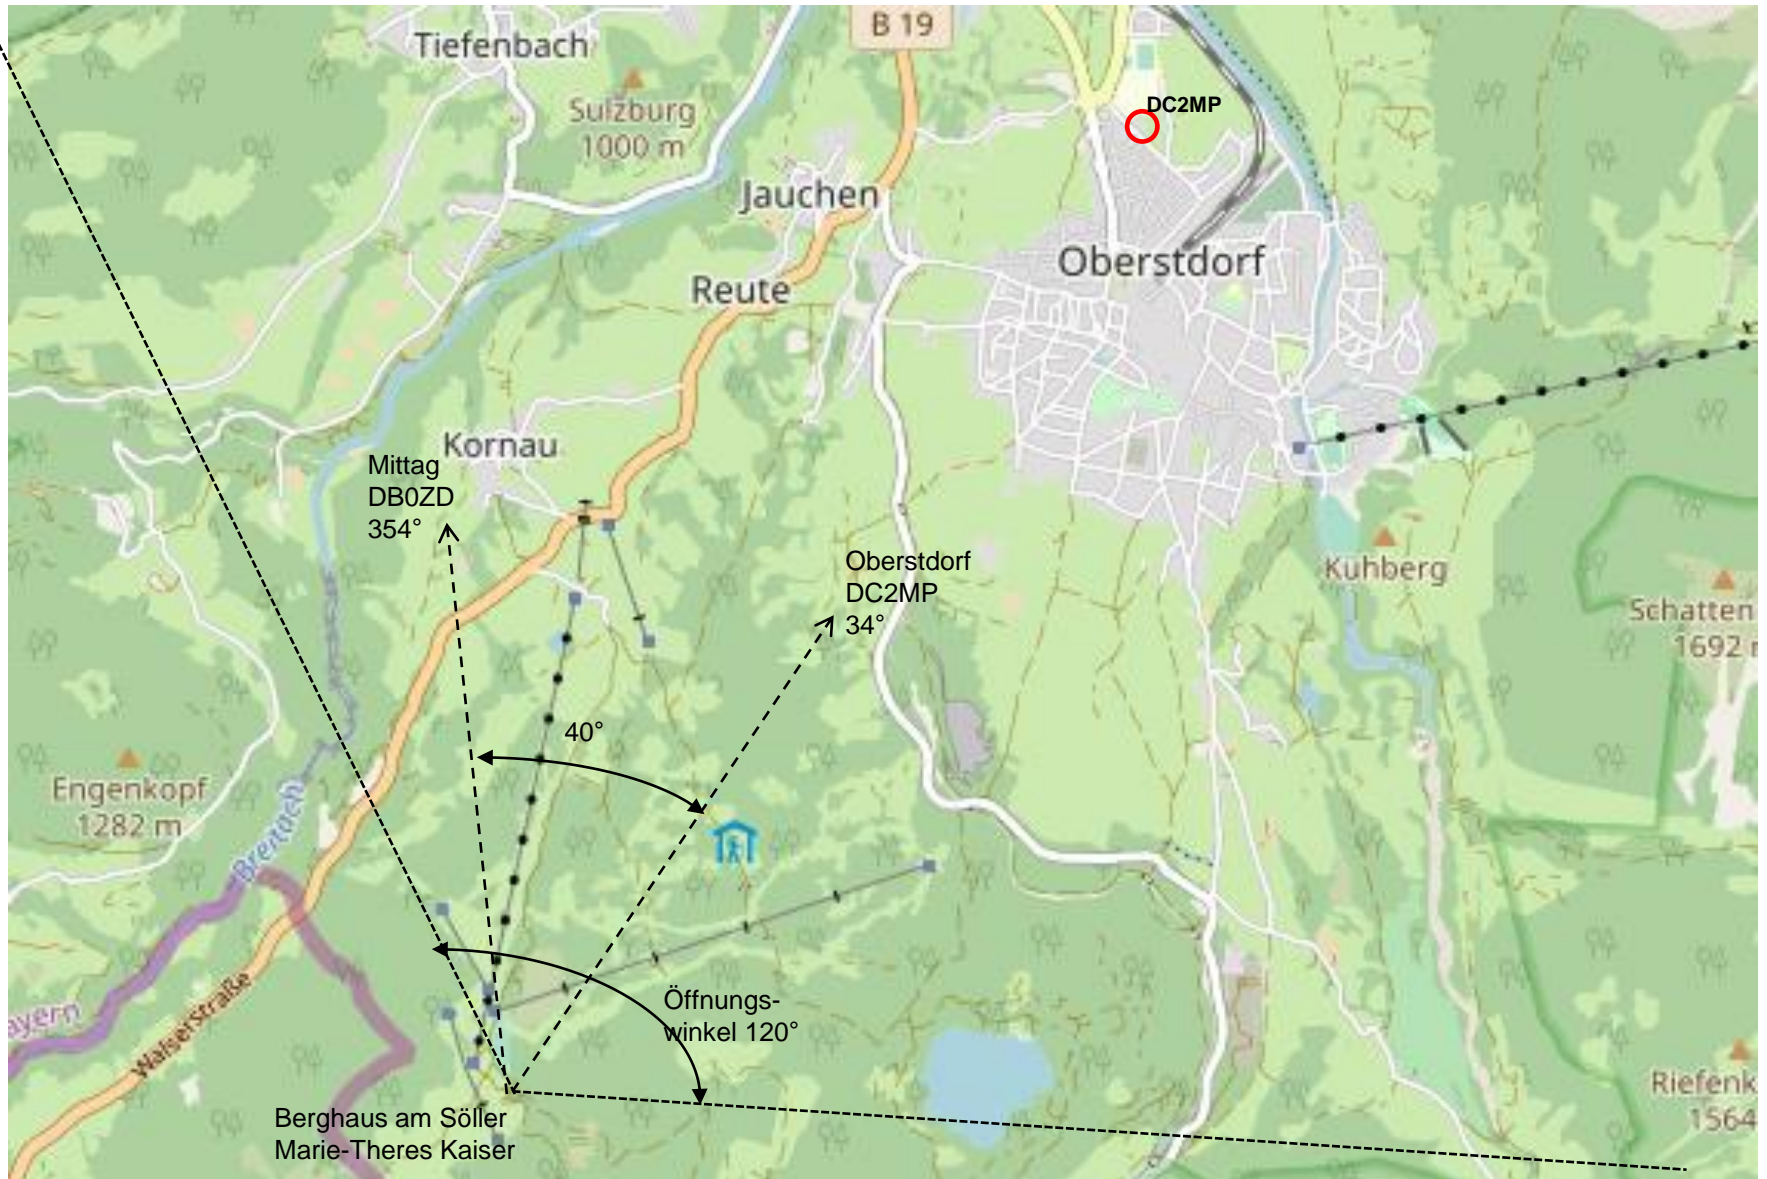 B 19
Tiefenbach
DC2MP
Sulzburg
1000 m
Jauchen
Oberstdorf
Reute
Kornau
Mittag
DB0ZD
354°
Oberstdorf
DC2MP
34°
Kühberg
Schatten
1692 m
40°
Engenkopf
1282 m
Breitach
Öffnungs-
winkel 120°
ayern
Walserstraße
Riefenk
1564
Berghaus am Söller
Marie-Theres Kaiser